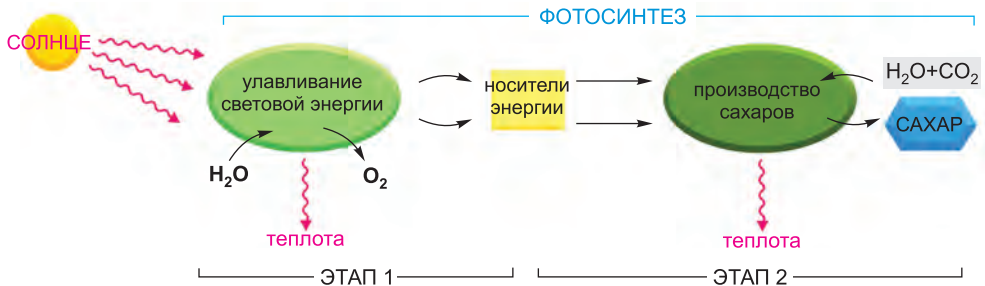 ФОТОСИНТЕЗ
СОЛНЦЕ
улавливание
световой энергии
H₂O
O₂
носители
энергии
производство
сахаров
H₂O+CO₂
САХАР
теплота
теплота
ЭТАП 1
ЭТАП 2